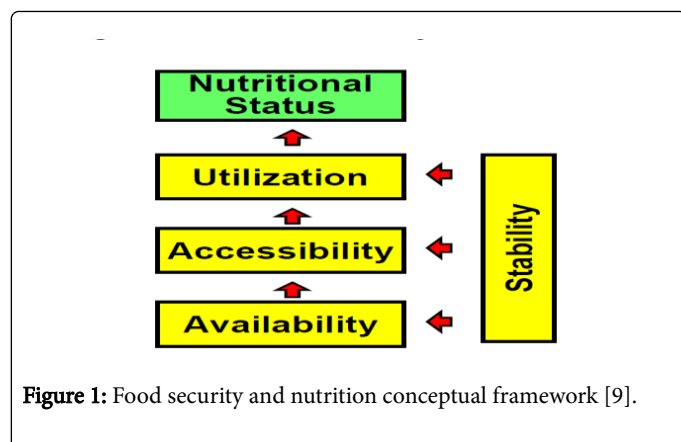 Nutritional
Status
Utilization
Accessibility
Availability
Stability
Figure 1: Food security and nutrition conceptual framework [9].